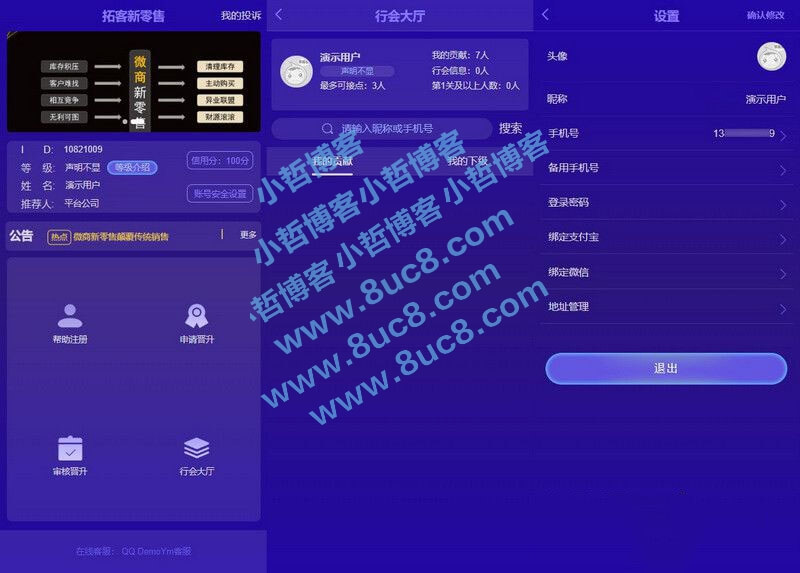 拓客新零售
我的投诉
库存积压
客户难找
相互竞争
无利可图
微商新零售
清理库存
主动购买
异业联盟
财源滚滚
I D: 10821009
等 级: 声明不显 等级介绍
姓 名: 演示用户
推荐人: 平台公司
信用分: 100分
账号安全设置
公告 热点 微商新零售颠覆传统销售 更多
帮助注册
申请晋升
审核晋升
行会大厅
在线客服: QQ DemoYm客服
行会大厅
演示用户
声明不显
最多可接点: 3人
我的贡献: 7人
行会信息: 0人
第1关及以上人数: 0人
请输入昵称或手机号 搜索
我的贡献 我的下级
设置
确认修改
头像
昵称 演示用户
手机号 13 9
备用手机号
登录密码
绑定支付宝
绑定微信
地址管理
退出
小哲博客小哲博客
小哲博客 小哲博客
哲博客 小哲博客
www.8uc8.com
www.8uc8.com
www.8uc8.com